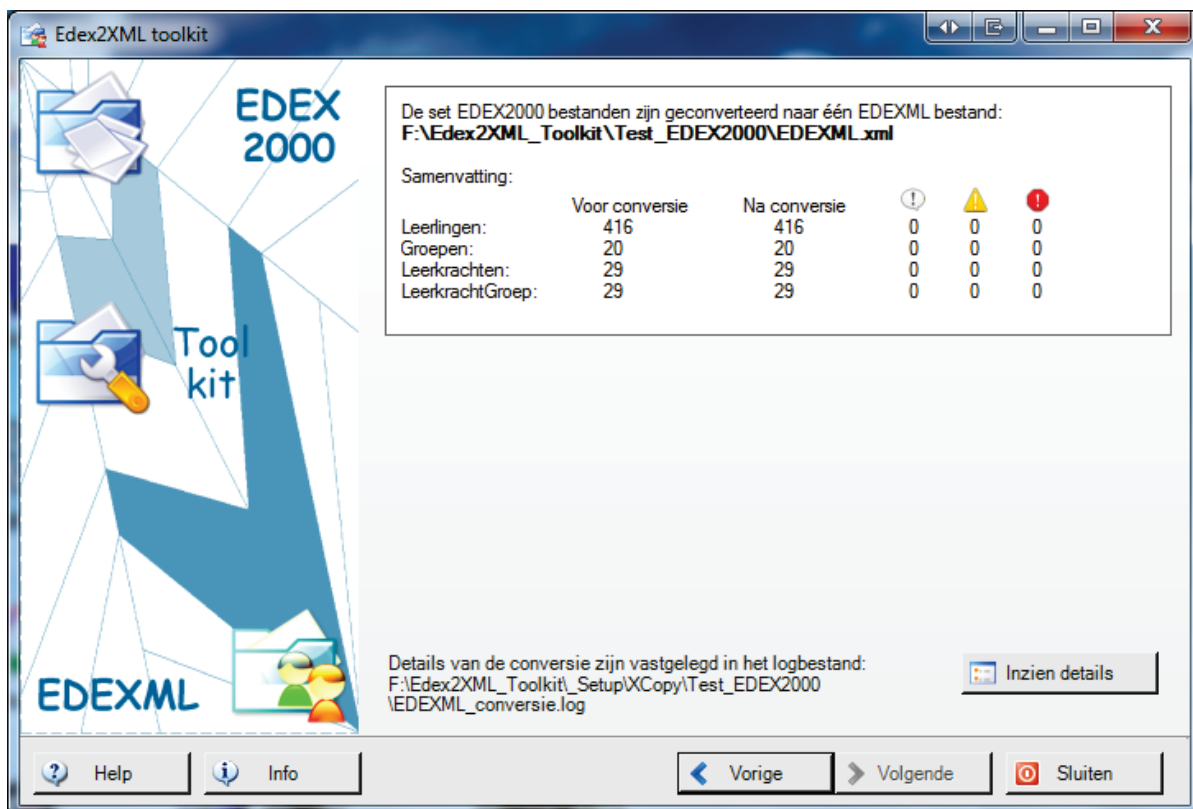 Edex2XML toolkit
EDEX
2000
Tool
kit
EDEXML
De set EDEX2000 bestanden zijn geconverteerd naar één EDEXML bestand:
F:\Edex2XML_Toolkit\Test_EDEX2000\EDEXML.xml
Samenvatting:
Voor conversie Na conversie
Leerlingen: 416 416 0 0 0
Groepen: 20 20 0 0 0
Leerkrachten: 29 29 0 0 0
LeerkrachtGroep: 29 29 0 0 0
Details van de conversie zijn vastgelegd in het logbestand:
F:\Edex2XML_Toolkit\_Setup\XCopy\Test_EDEX2000
\EDEXML_conversie.log
Inzien details
Help Info Vorige Volgende Sluiten